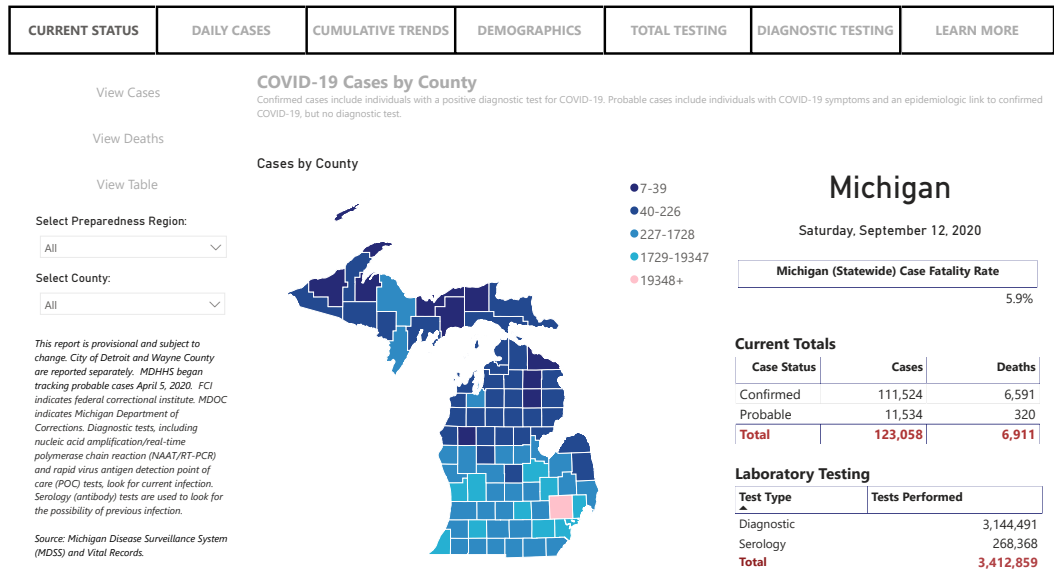 CURRENT STATUS DAILY CASES CUMULATIVE TRENDS DEMOGRAPHICS TOTAL TESTING DIAGNOSTIC TESTING LEARN MORE
View Cases
View Deaths
View Table
Select Preparedness Region:
All
Select County:
All
This report is provisional and subject to
change. City of Detroit and Wayne County
are reported separately. MDHHS began
tracking probable cases April 5, 2020. FCI
indicates federal correctional institute. MDOC
indicates Michigan Department of
Corrections. Diagnostic tests, including
nucleic acid amplification/real-time
polymerase chain reaction (NAAT/RT-PCR)
and rapid virus antigen detection point of
care (POC) tests, look for current infection.
Serology (antibody) tests are used to look for
the possibility of previous infection.
Source: Michigan Disease Surveillance System
(MDSS) and Vital Records.
COVID-19 Cases by County
Confirmed cases include individuals with a positive diagnostic test for COVID-19. Probable cases include individuals with COVID-19 symptoms and an epidemiologic link to confirmed
COVID-19, but no diagnostic test.
Cases by County
7-39
40-226
227-1728
1729-19347
19348+
Michigan
Saturday, September 12, 2020
Michigan (Statewide) Case Fatality Rate
5.9%
Current Totals
Case Status Cases Deaths
Confirmed 111,524 6,591
Probable 11,534 320
Total 123,058 6,911
Laboratory Testing
Test Type Tests Performed
Diagnostic 3,144,491
Serology 268,368
Total 3,412,859